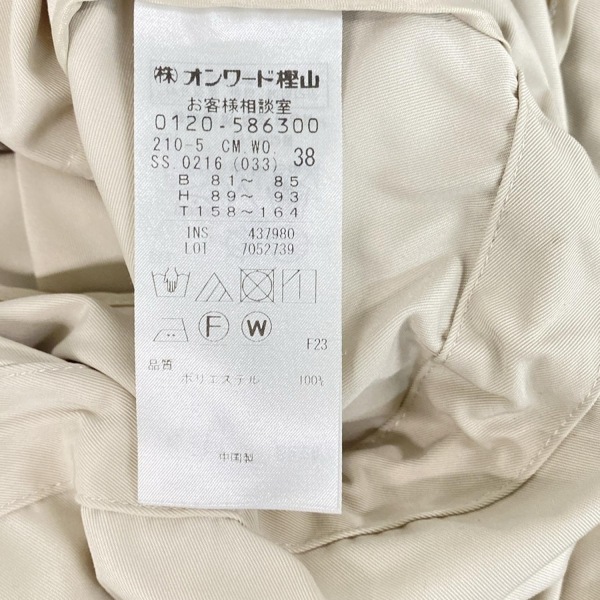 (株)オンワード樫山
お客様相談室
0120-586300
210-5 CM.WO.
SS.0216 (033) 38
B 81～ 85
H 89～ 93
T 158～164
INS 437980
LOT 7052739
F W
F23
品質
ポリエステル 100%
中国製